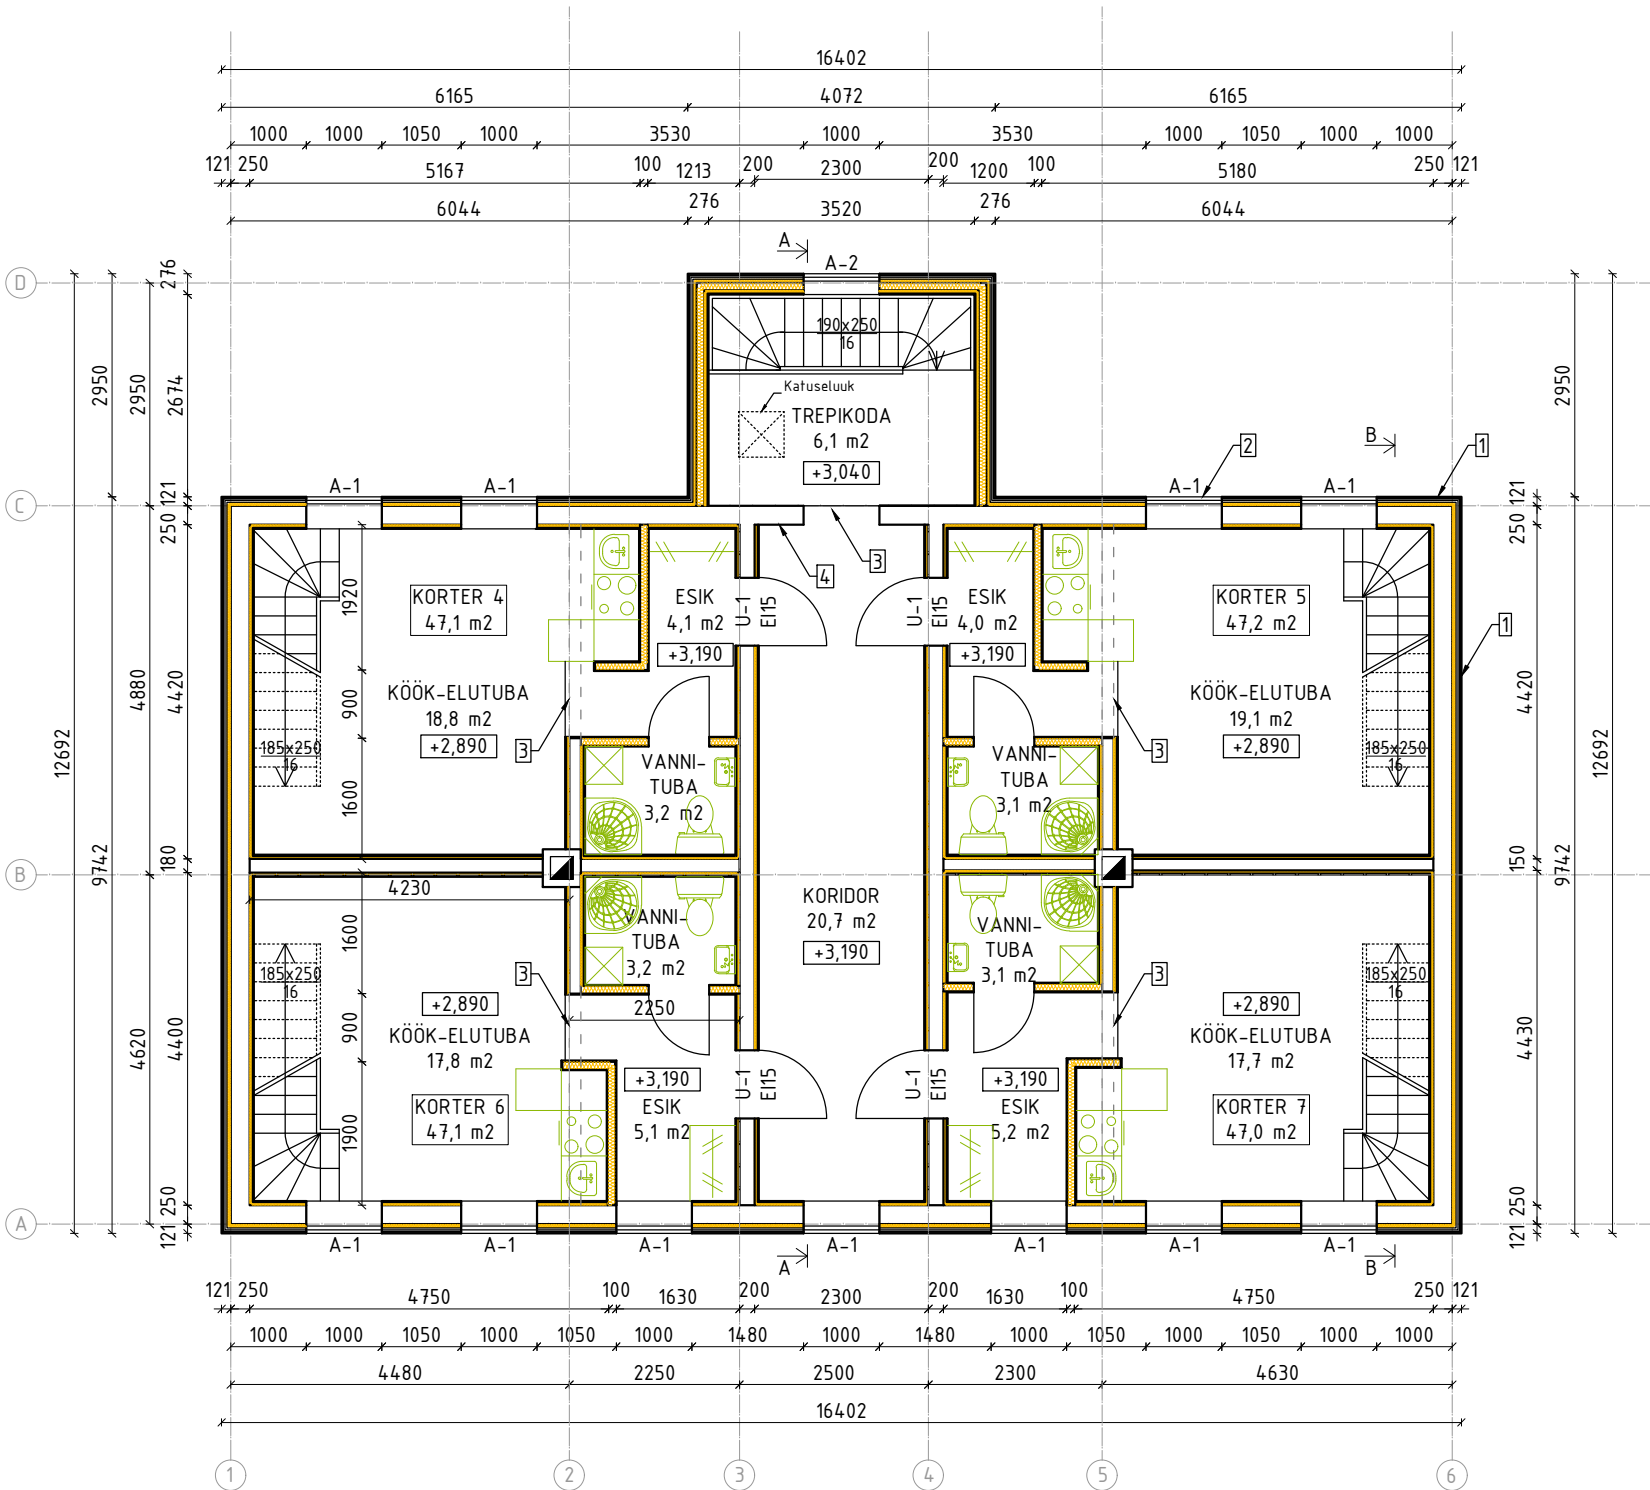 16402
6165 4072 6165
1000 1000 1050 1000 3530 1000 3530 1000 1050 1000 1000
121 250 5167 100 1213 200 2300 200 1200 100 5180 250 121
6044 276 3520 276 6044
A
A-2
D
276
190x250
16
2950 2950 2674 2950
Katuseluuk
TREPIKODA
6,1 m2
+3,040
B
2 1
A-1 A-1 A-1 A-1
C
121 121
250 250
3
4
1920
KORTER 4
47,1 m2
ESIK
4,1 m2
U-1
EI15
+3,190
U-1
EI15
ESIK
4,0 m2
+3,190
KORTER 5
47,2 m2
1
4880 4420 900 4420
KÖÖK-ELUTUBA
18,8 m2
+2,890
KÖÖK-ELUTUBA
19,1 m2
+2,890
185x250
16
3
VANNI-
TUBA
3,2 m2
VANNI-
TUBA
3,1 m2
3
185x250
16
12692 9742 1600 12692 9742
B
180 150
4230
1600
KORIDOR
20,7 m2
+3,190
VANNI-
TUBA
3,2 m2
VANNI-
TUBA
3,1 m2
185x250
16
3 3
185x250
16
+2,890
KÖÖK-ELUTUBA
17,8 m2
2250
+2,890
KÖÖK-ELUTUBA
17,7 m2
4620 4400 900 4430
+3,190
ESIK
5,1 m2
U-1
EI15
U-1
EI15
+3,190
ESIK
5,2 m2
KORTER 6
47,1 m2
KORTER 7
47,0 m2
1900
250 250
A
121 121
A-1 A-1 A-1 A-1 A-1 A-1 A-1
A B
121 250 4750 100 1630 200 2300 200 1630 100 4750 250 121
1000 1000 1050 1000 1050 1000 1480 1000 1480 1000 1050 1000 1050 1000 1000
4480 2250 2500 2300 4630
16402
1 2 3 4 5 6